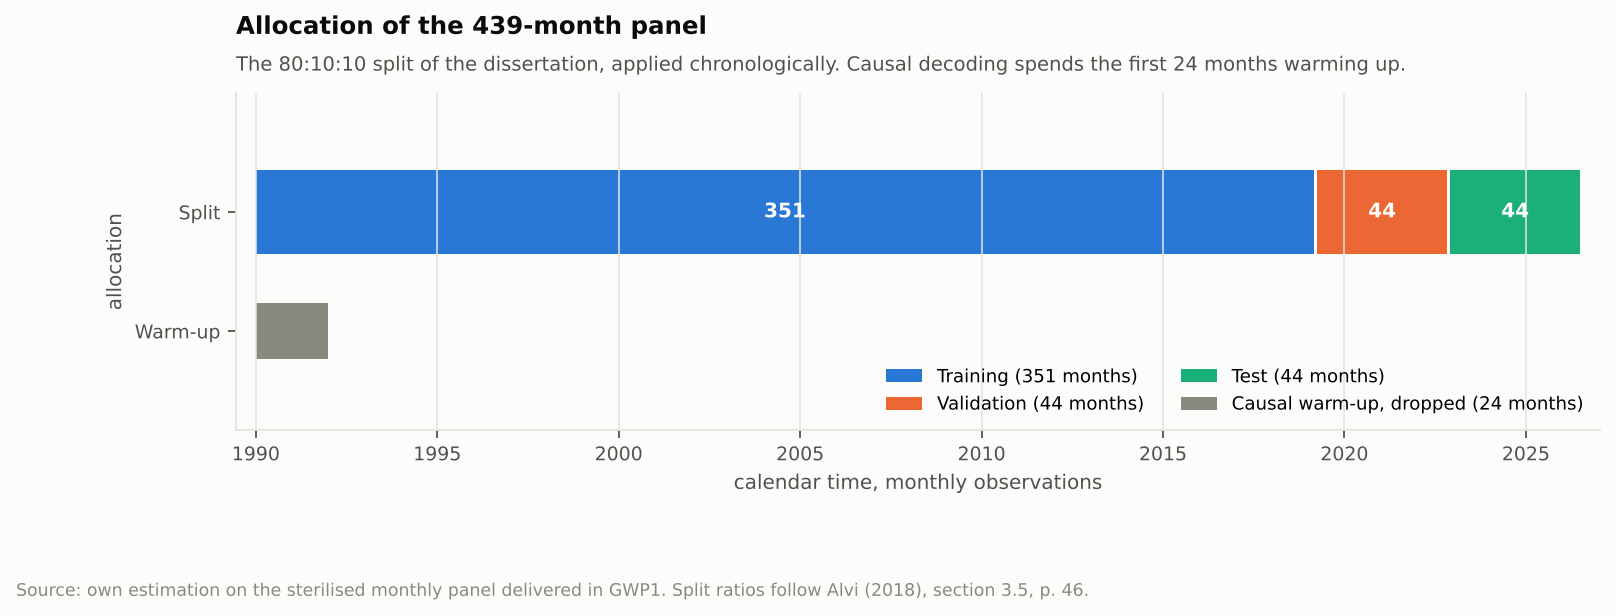 Allocation of the 439-month panel
The 80:10:10 split of the dissertation, applied chronologically. Causal decoding spends the first 24 months warming up.
allocation
Split
351
44
44
Warm-up
Training (351 months)
Validation (44 months)
Test (44 months)
Causal warm-up, dropped (24 months)
1990 1995 2000 2005 2010 2015 2020 2025
calendar time, monthly observations
Source: own estimation on the sterilised monthly panel delivered in GWP1. Split ratios follow Alvi (2018), section 3.5, p. 46.